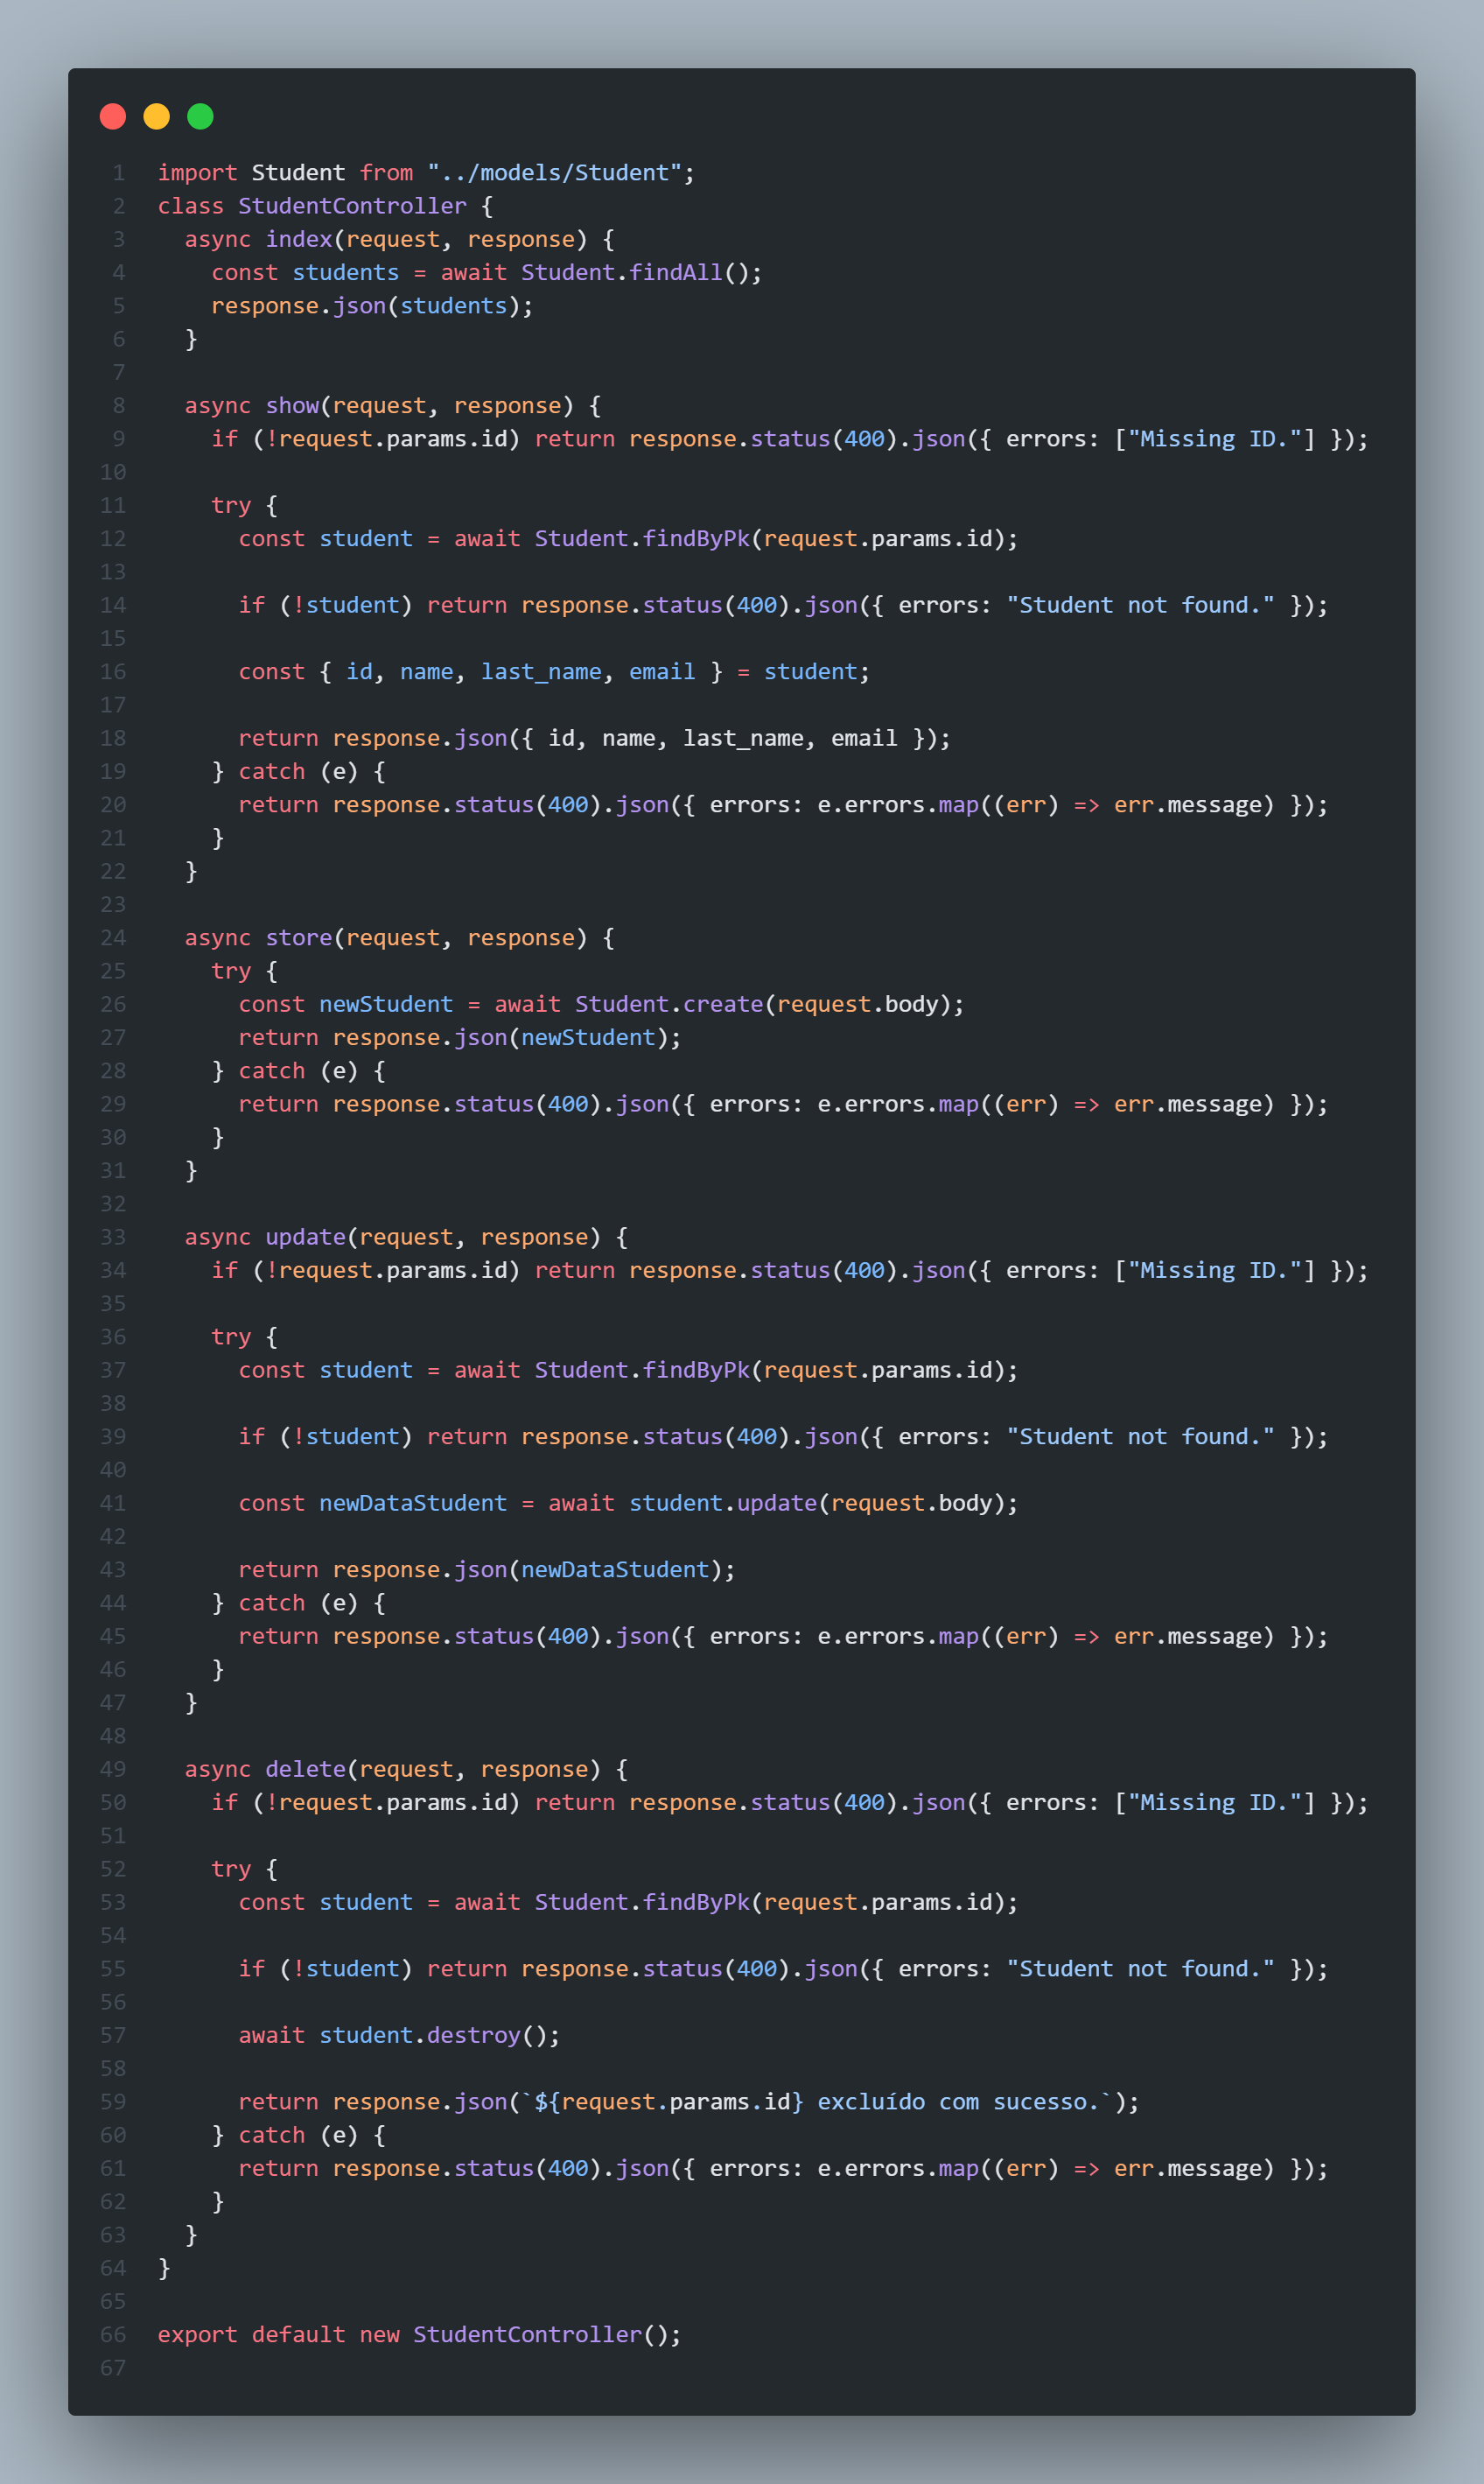 1 import Student from "../models/Student";
2 class StudentController {
3   async index(request, response) {
4     const students = await Student.findAll();
5     response.json(students);
6   }
7
8   async show(request, response) {
9     if (!request.params.id) return response.status(400).json({ errors: ["Missing ID."] });
10
11     try {
12       const student = await Student.findByPk(request.params.id);
13
14       if (!student) return response.status(400).json({ errors: "Student not found." });
15
16       const { id, name, last_name, email } = student;
17
18       return response.json({ id, name, last_name, email });
19     } catch (e) {
20       return response.status(400).json({ errors: e.errors.map((err) => err.message) });
21     }
22   }
23
24   async store(request, response) {
25     try {
26       const newStudent = await Student.create(request.body);
27       return response.json(newStudent);
28     } catch (e) {
29       return response.status(400).json({ errors: e.errors.map((err) => err.message) });
30     }
31   }
32
33   async update(request, response) {
34     if (!request.params.id) return response.status(400).json({ errors: ["Missing ID."] });
35
36     try {
37       const student = await Student.findByPk(request.params.id);
38
39       if (!student) return response.status(400).json({ errors: "Student not found." });
40
41       const newDataStudent = await student.update(request.body);
42
43       return response.json(newDataStudent);
44     } catch (e) {
45       return response.status(400).json({ errors: e.errors.map((err) => err.message) });
46     }
47   }
48
49   async delete(request, response) {
50     if (!request.params.id) return response.status(400).json({ errors: ["Missing ID."] });
51
52     try {
53       const student = await Student.findByPk(request.params.id);
54
55       if (!student) return response.status(400).json({ errors: "Student not found." });
56
57       await student.destroy();
58
59       return response.json(`${request.params.id} excluído com sucesso.`);
60     } catch (e) {
61       return response.status(400).json({ errors: e.errors.map((err) => err.message) });
62     }
63   }
64 }
65
66 export default new StudentController();
67